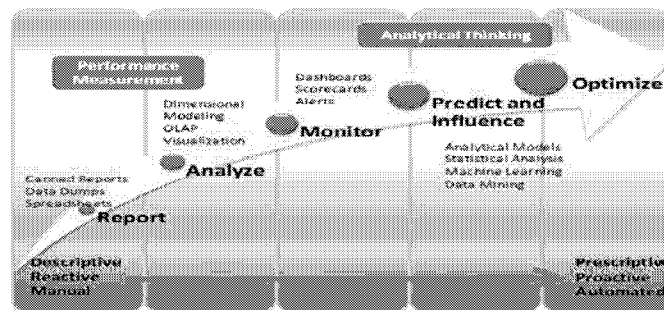 Analytical Thinking
Performance
Measurement
Dashboards
Scorecards
Alerts
Optimize
Predict and
Influence
Dimensional
Modeling
OLAP
Visualization
Monitor
Analytical Models
Statistical Analysis
Machine Learning
Data Mining
Analyze
Canned Reports
Data Dumps
Spreadsheets
Report
Descriptive
Reactive
Manual
Prescriptive
Proactive
Automated